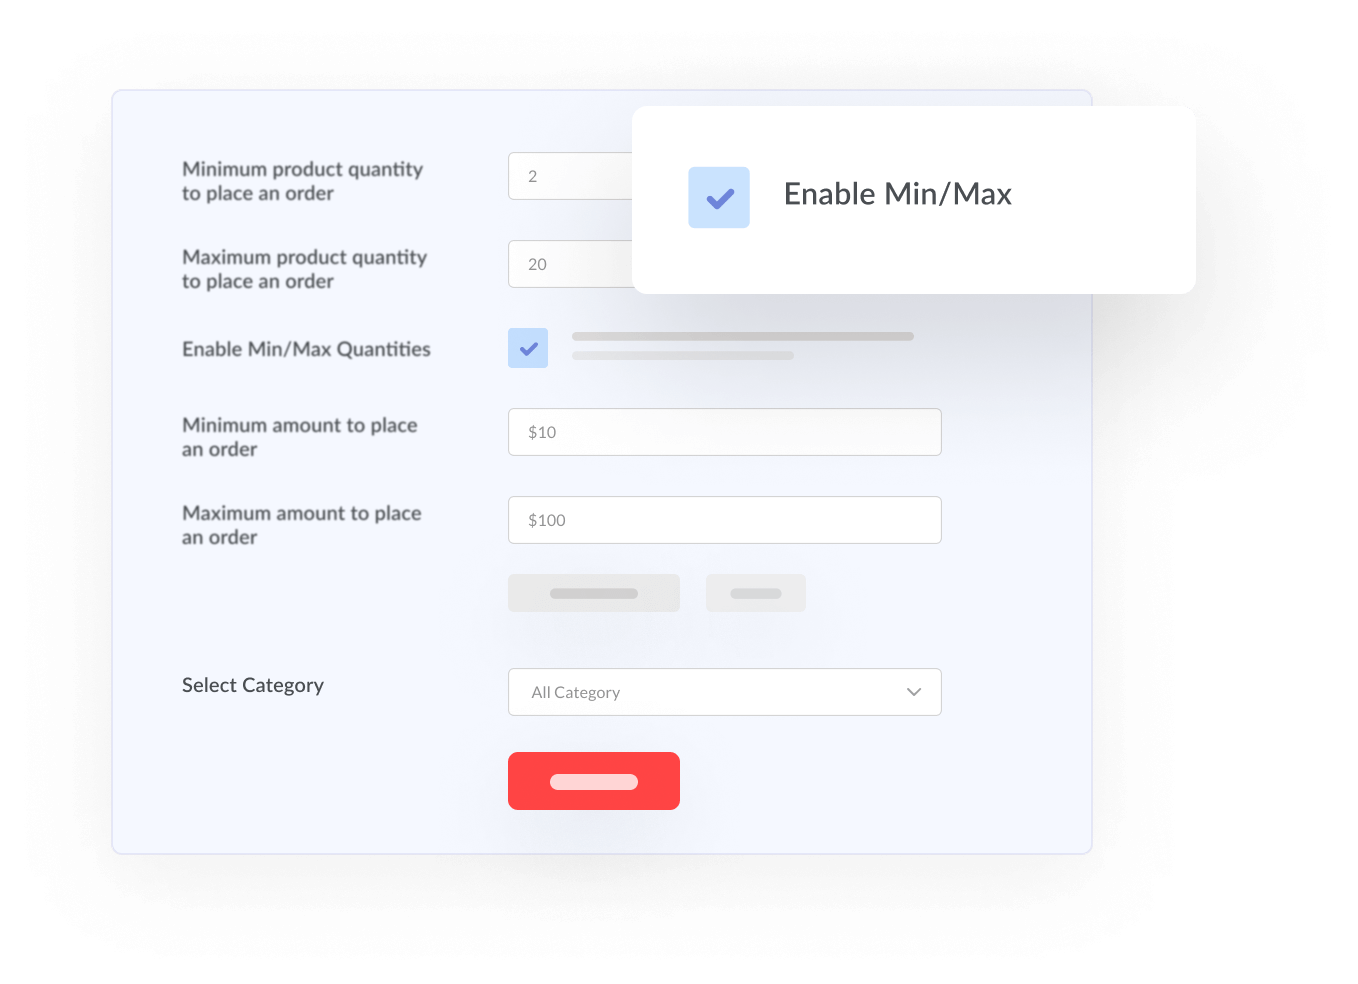 Minimum product quantity
to place an order
2
Enable Min/Max
Maximum product quantity
to place an order
20
Enable Min/Max Quantities
Minimum amount to place
an order
$10
Maximum amount to place
an order
$100
Select Category
All Category